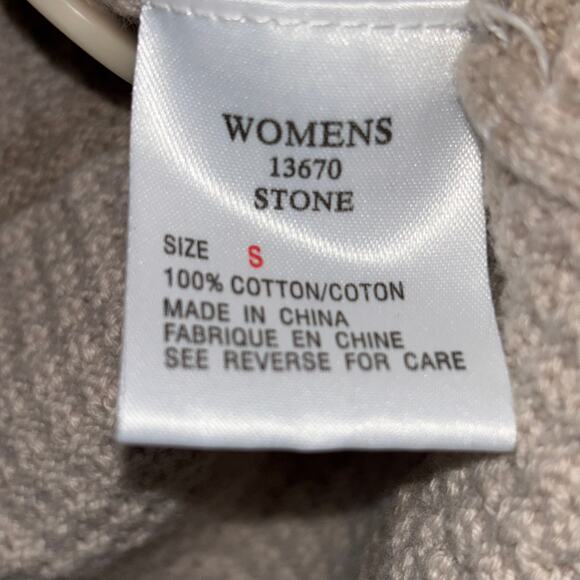 WOMENS
13670
STONE
SIZE S
100% COTTON/COTON
MADE IN CHINA
FABRIQUE EN CHINE
SEE REVERSE FOR CARE